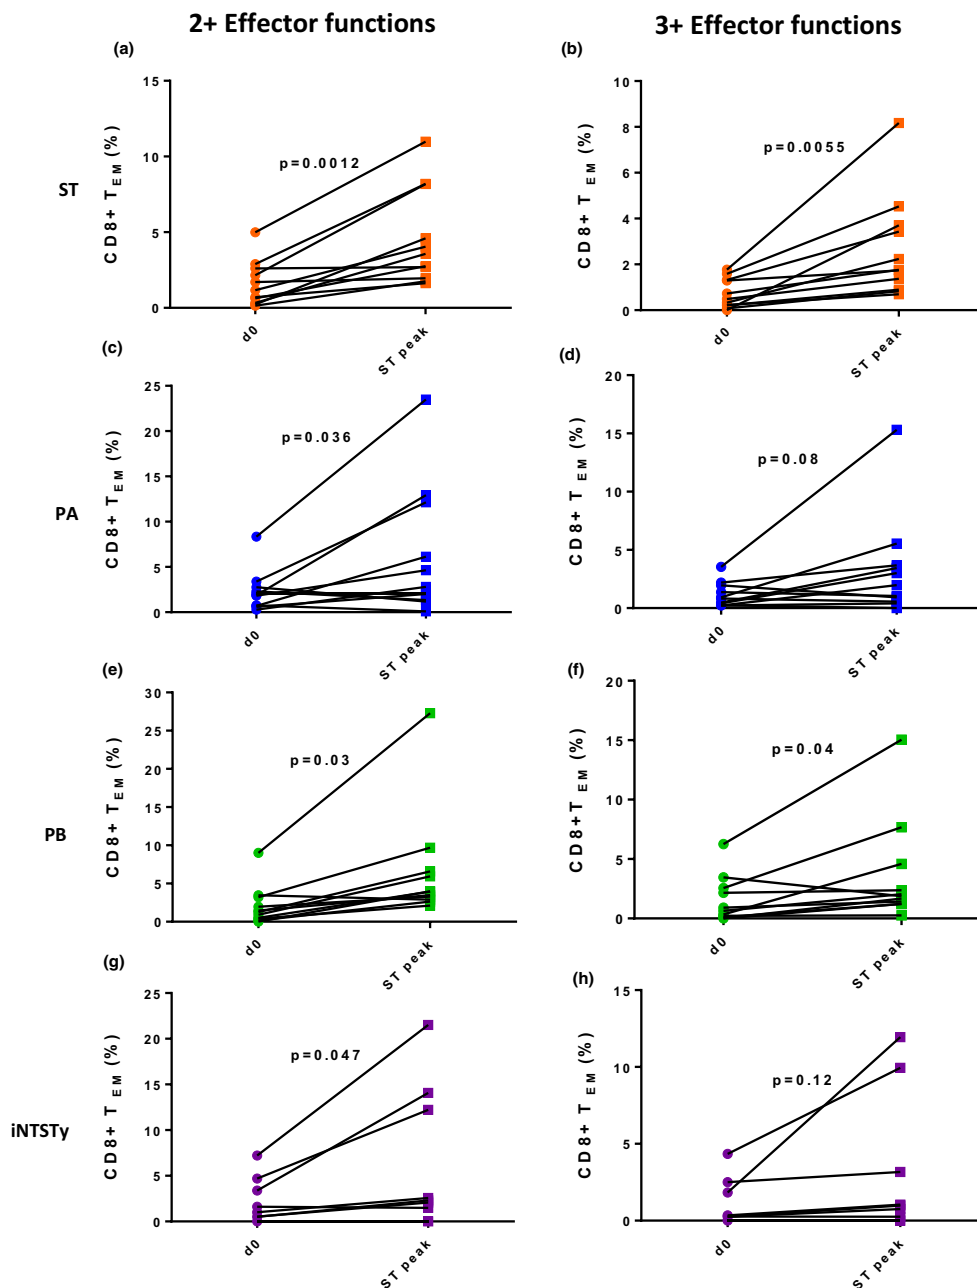 2+ Effector functions
3+ Effector functions
(a)
15
10
5
0
CD8+ T EM (%)
p=0.0012
d0
ST peak
ST
(b)
10
8
6
4
2
0
CD8+ T EM (%)
p=0.0055
d0
ST peak
(c)
25
20
15
10
5
0
CD8+ T EM (%)
p=0.036
d0
ST peak
PA
(d)
20
15
10
5
0
CD8+ T EM (%)
p=0.08
d0
ST peak
(e)
30
25
20
15
10
5
0
CD8+ T EM (%)
p=0.03
d0
ST peak
PB
(f)
20
15
10
5
0
CD8+ T EM (%)
p=0.04
d0
ST peak
(g)
25
20
15
10
5
0
CD8+ T EM (%)
p=0.047
d0
ST peak
iNTSTy
(h)
15
10
5
0
CD8+ T EM (%)
p=0.12
d0
ST peak